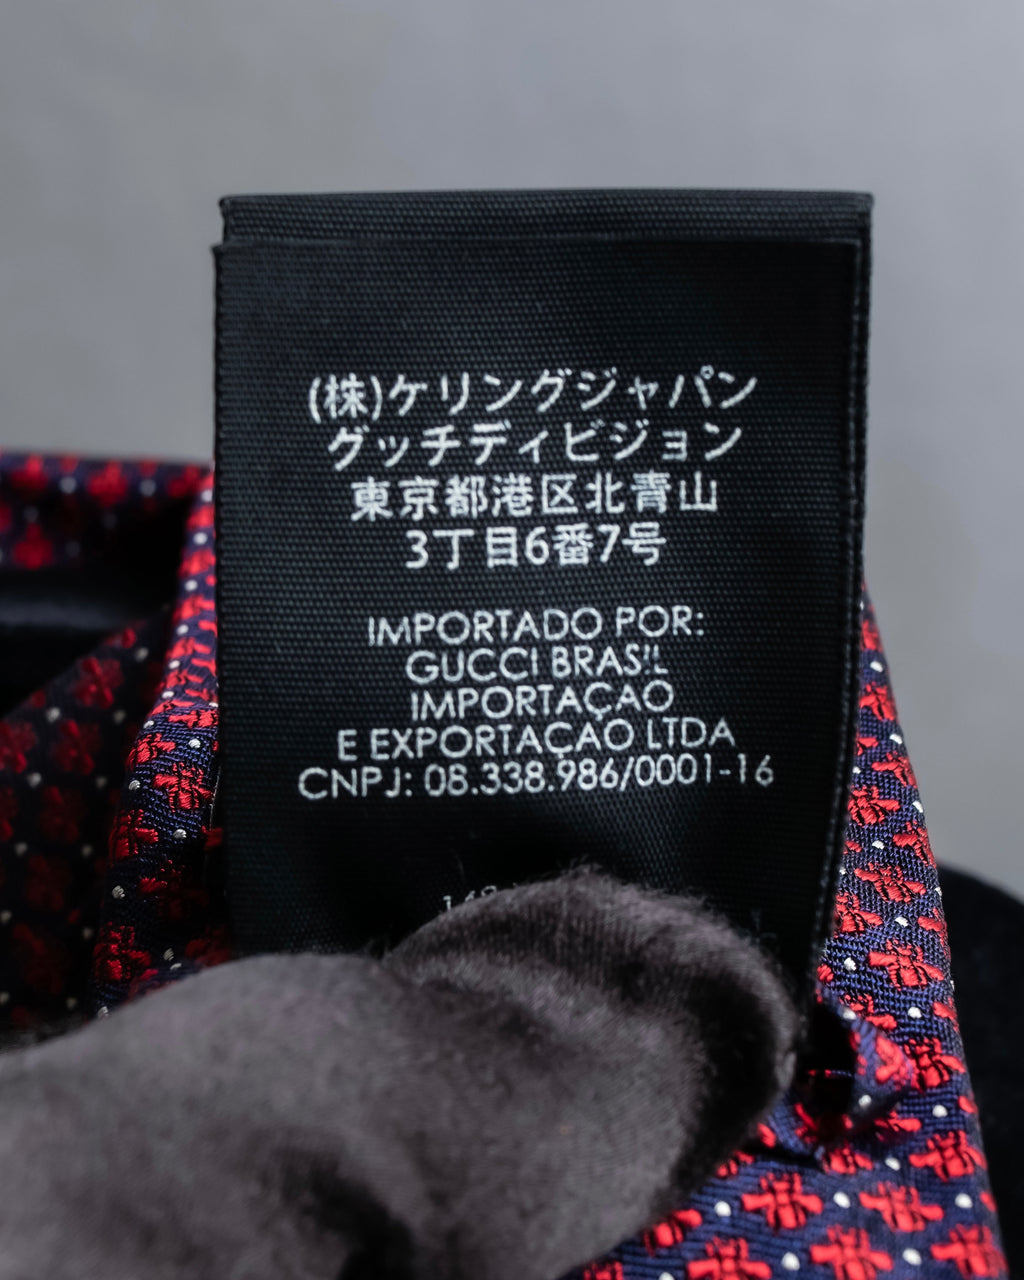 (株)ケリングジャパン
グッチディビジョン
東京都港区北青山
3丁目6番7号
IMPORTADO POR:
GUCCI BRASIL
IMPORTAÇAO
E EXPORTAÇAO LTDA
CNPJ: 08.338.986/0001-16